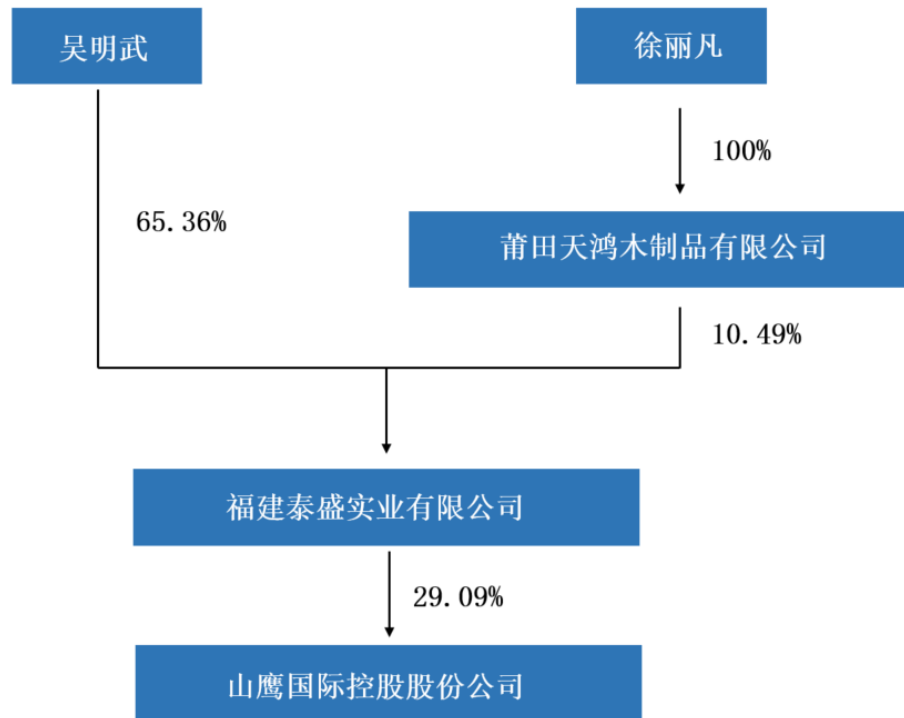 吴明武
徐丽凡
100%
65.36%
莆田天鸿木制品有限公司
10.49%
福建泰盛实业有限公司
29.09%
山鹰国际控股股份公司